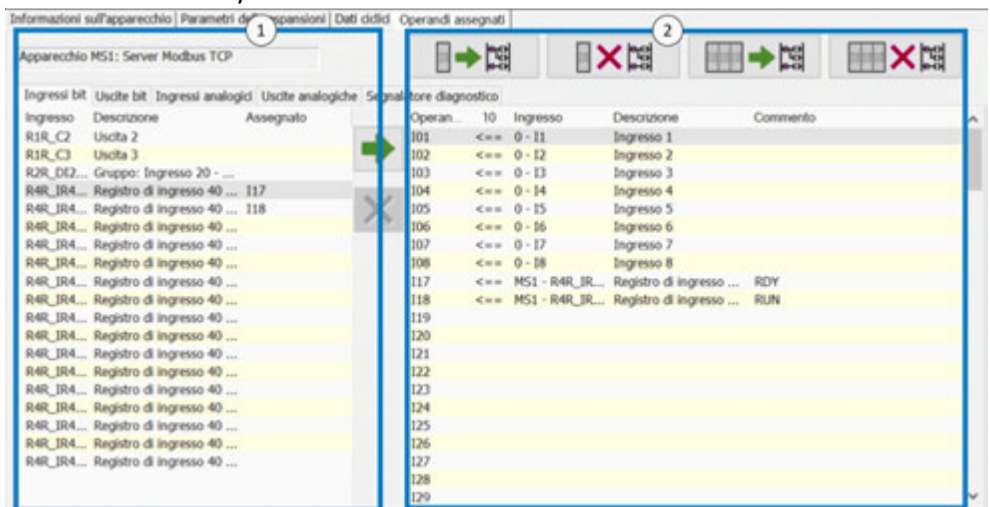 Informazioni sull'apparecchio Parametri dell'espansioni Dati ciclici Operandi assegnati
1
2
Apparecchio MS1: Server Modbus TCP
Ingressi bit Uscite bit Ingressi analogici Uscite analogiche Segnalatore diagnostico
Ingresso Descrizione Assegnato
R1R_C2 Uscita 2
R1R_C3 Uscita 3
R2R_DI2... Gruppo: Ingresso 20 - ...
R4R_IR4... Registro di ingresso 40 ... I17
R4R_IR4... Registro di ingresso 40 ... I18
R4R_IR4... Registro di ingresso 40 ...
R4R_IR4... Registro di ingresso 40 ...
R4R_IR4... Registro di ingresso 40 ...
R4R_IR4... Registro di ingresso 40 ...
R4R_IR4... Registro di ingresso 40 ...
R4R_IR4... Registro di ingresso 40 ...
R4R_IR4... Registro di ingresso 40 ...
R4R_IR4... Registro di ingresso 40 ...
R4R_IR4... Registro di ingresso 40 ...
R4R_IR4... Registro di ingresso 40 ...
R4R_IR4... Registro di ingresso 40 ...
R4R_IR4... Registro di ingresso 40 ...
R4R_IR4... Registro di ingresso 40 ...
R4R_IR4... Registro di ingresso 40 ...
Operan... 10 Ingresso Descrizione Commento
I01 <== 0 - I1 Ingresso 1
I02 <== 0 - I2 Ingresso 2
I03 <== 0 - I3 Ingresso 3
I04 <== 0 - I4 Ingresso 4
I05 <== 0 - I5 Ingresso 5
I06 <== 0 - I6 Ingresso 6
I07 <== 0 - I7 Ingresso 7
I08 <== 0 - I8 Ingresso 8
I17 <== MS1 - R4R_IR... Registro di ingresso ... RDY
I18 <== MS1 - R4R_IR... Registro di ingresso ... RUN
I19
I20
I21
I22
I23
I24
I25
I26
I27
I28
I29